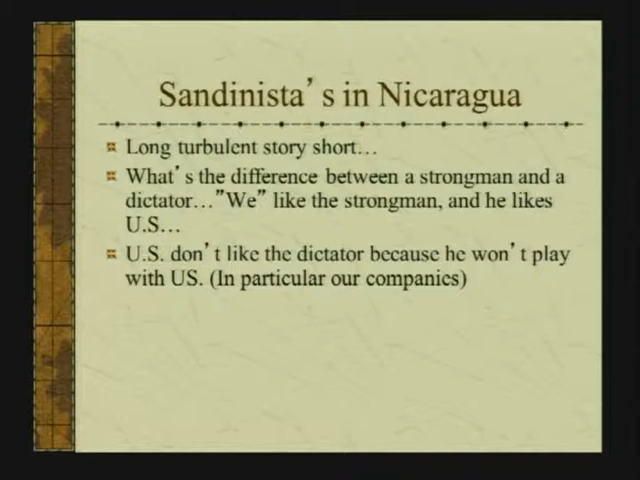 Sandinista’s in Nicaragua
Long turbulent story short…
What’s the difference between a strongman and a
dictator…”We” like the strongman, and he likes
U.S…
U.S. don’t like the dictator because he won’t play
with US. (In particular our companies)